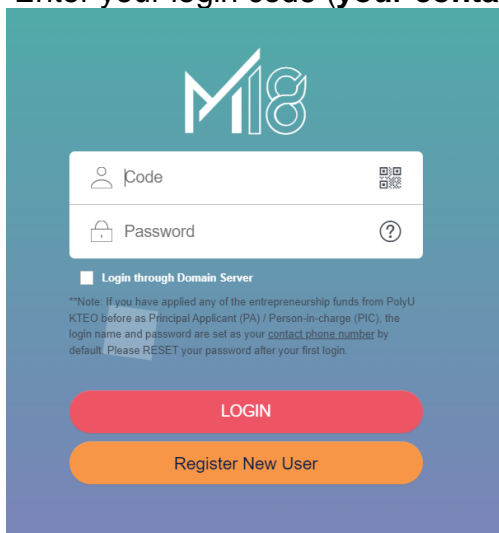 Enter your login code (your conta
M18
Code
Password
?
Login through Domain Server
**Note: If you have applied any of the entrepreneurship funds from PolyU
KTEO before as Principal Applicant (PA) / Person-in-charge (PIC), the
login name and password are set as your contact phone number by
default. Please RESET your password after your first login.
LOGIN
Register New User